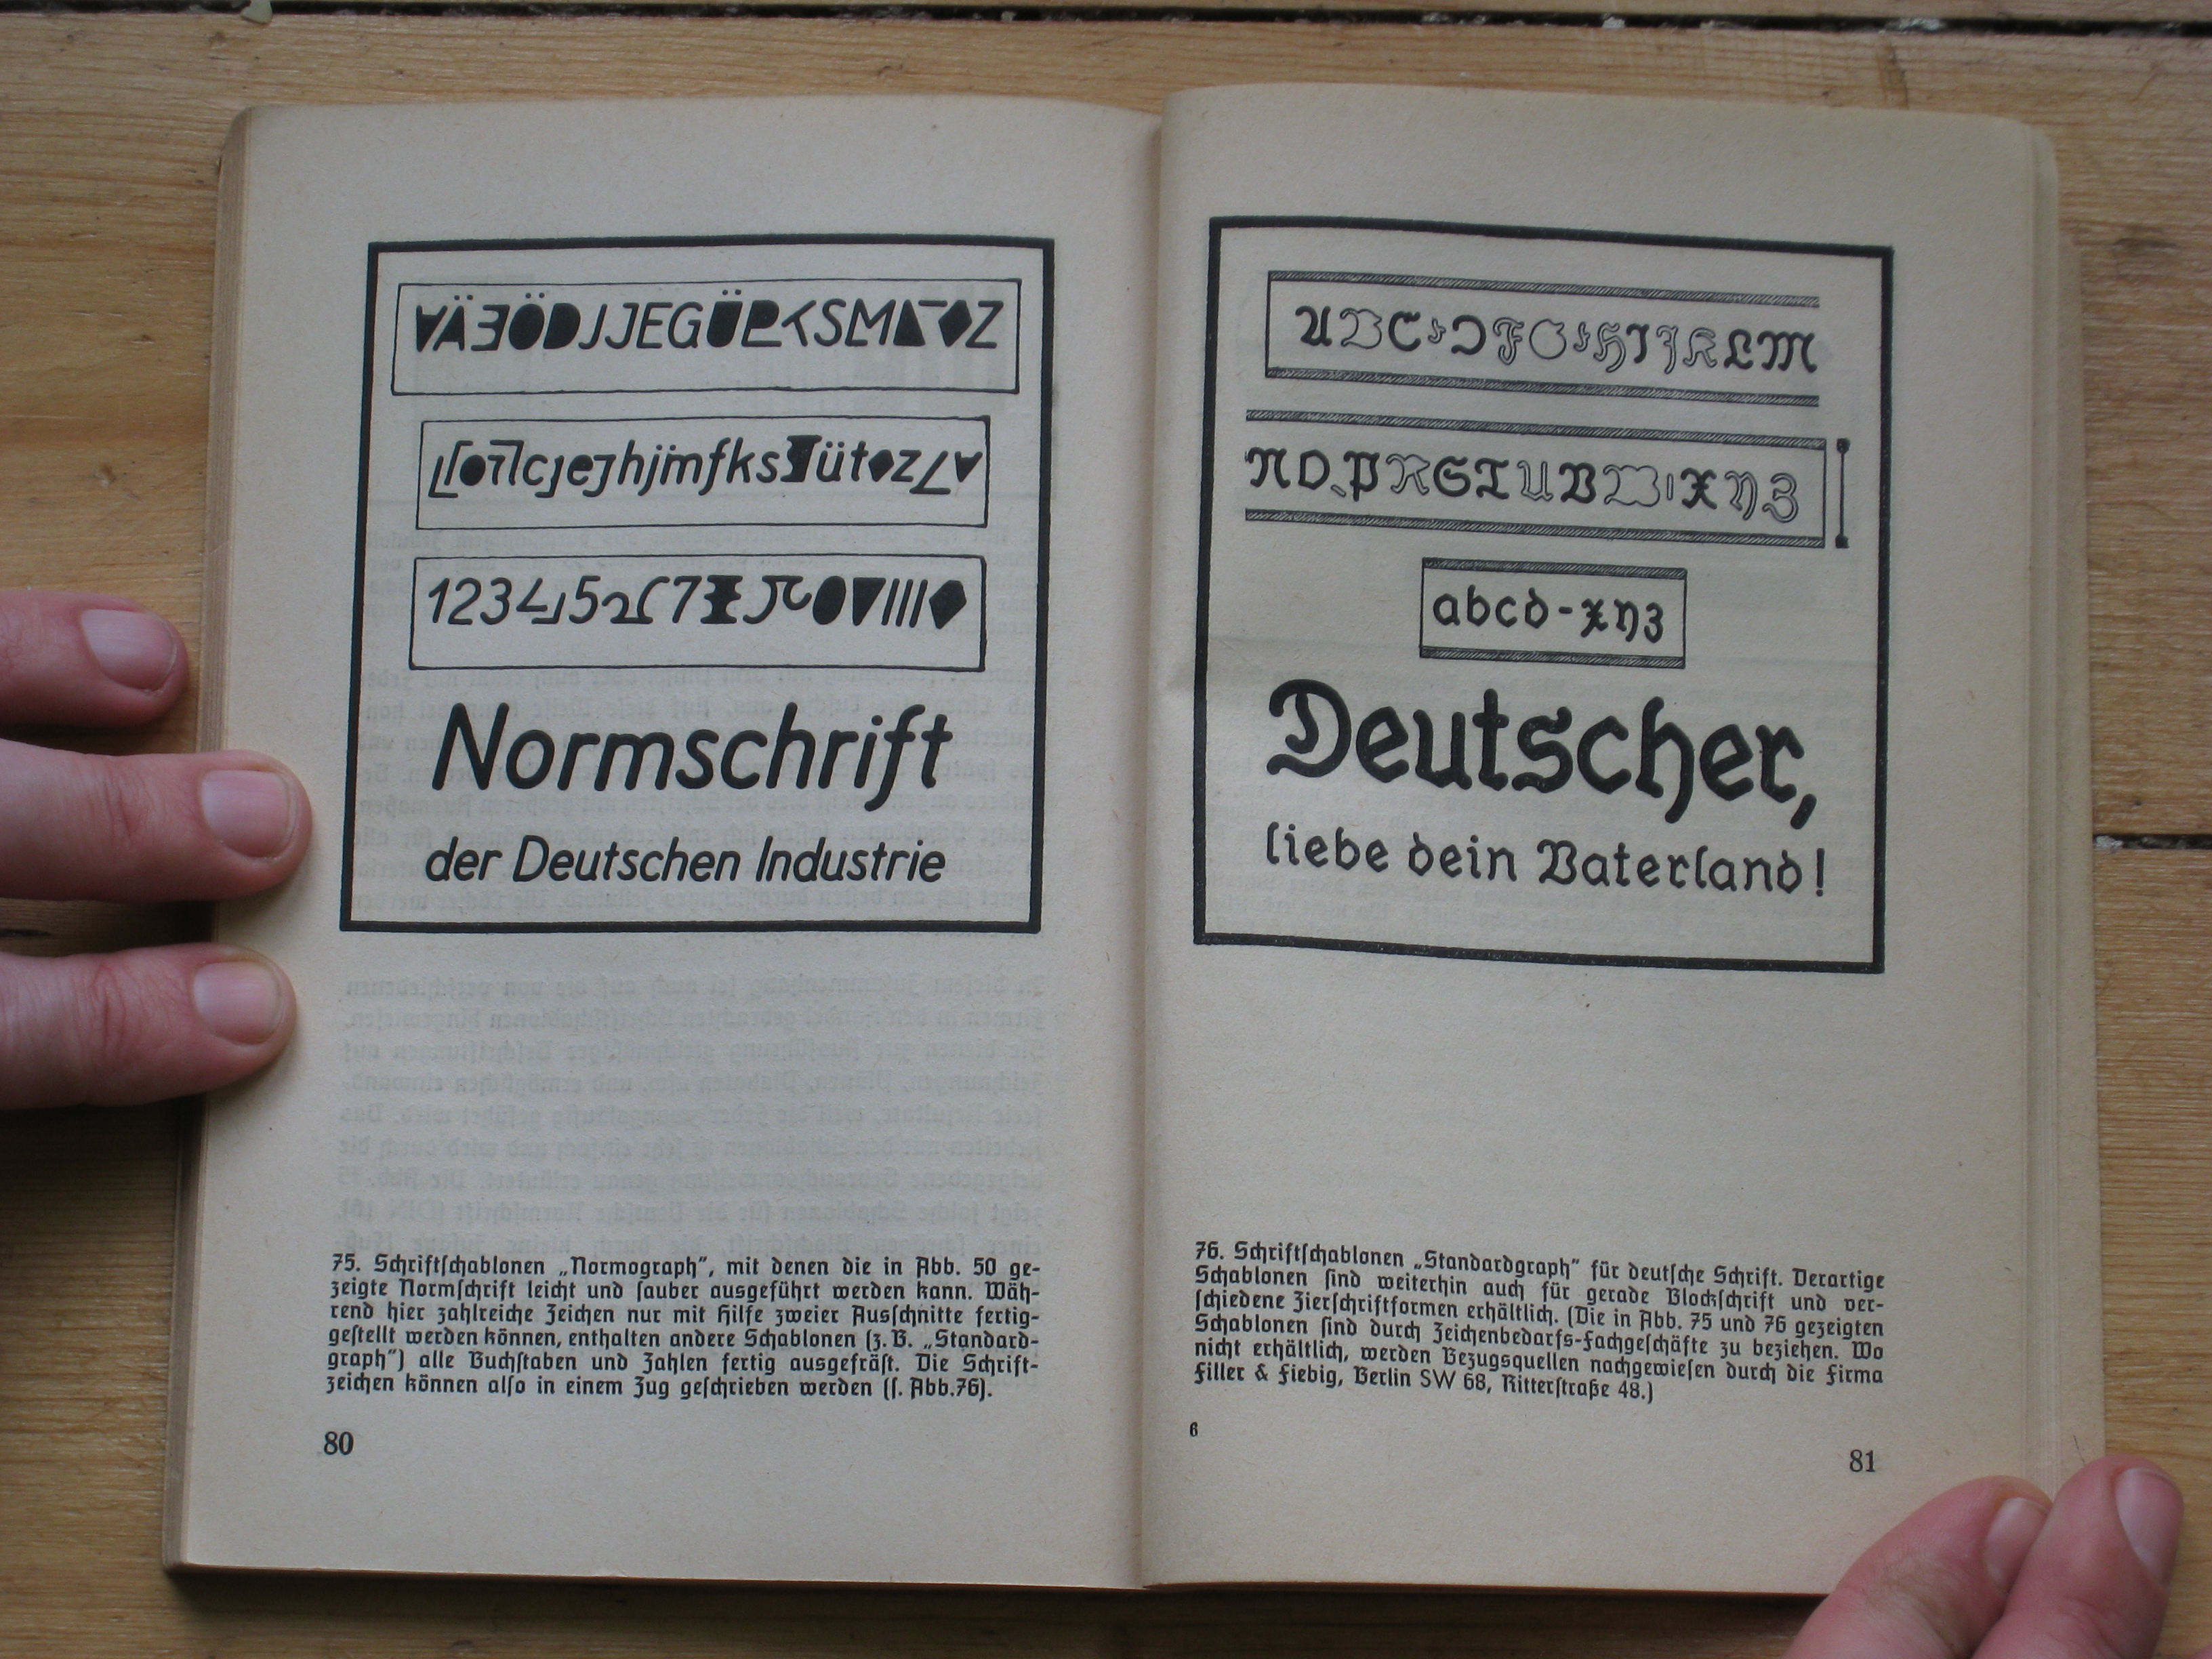 Normschrift
der Deutschen Industrie
75. Schriftſchablonen „Normograph“, mit denen die in Abb. 50 ge-
zeigte Normſchrift leicht und ſauber ausgeführt werden kann. Wäh-
rend hier zahlreiche Zeichen nur mit Hilfe zweier Ausſchnitte fertig-
geſtellt werden können, enthalten andere Schablonen (z. B. „Standard-
graph“) alle Buchſtaben und Zahlen fertig ausgefräſt. Die Schrift-
zeichen können alſo in einem Zug geſchrieben werden (ſ. Abb. 76).
80
abcd-xyz
Deutscher,
liebe dein Vaterland!
76. Schriftſchablonen „Standardgraph“ für deutſche Schrift. Derartige
Schablonen ſind weiterhin auch für gerade Blockſchrift und ver-
ſchiedene Zierſchriftformen erhältlich. (Die in Abb. 75 und 76 gezeigten
Schablonen ſind durch Zeichenbedarfs-Fachgeſchäfte zu beziehen. Wo
nicht erhältlich, werden Bezugsquellen nachgewieſen durch die Firma
Filler & Fiebig, Berlin SW 68, Ritterſtraße 48.)
6
81